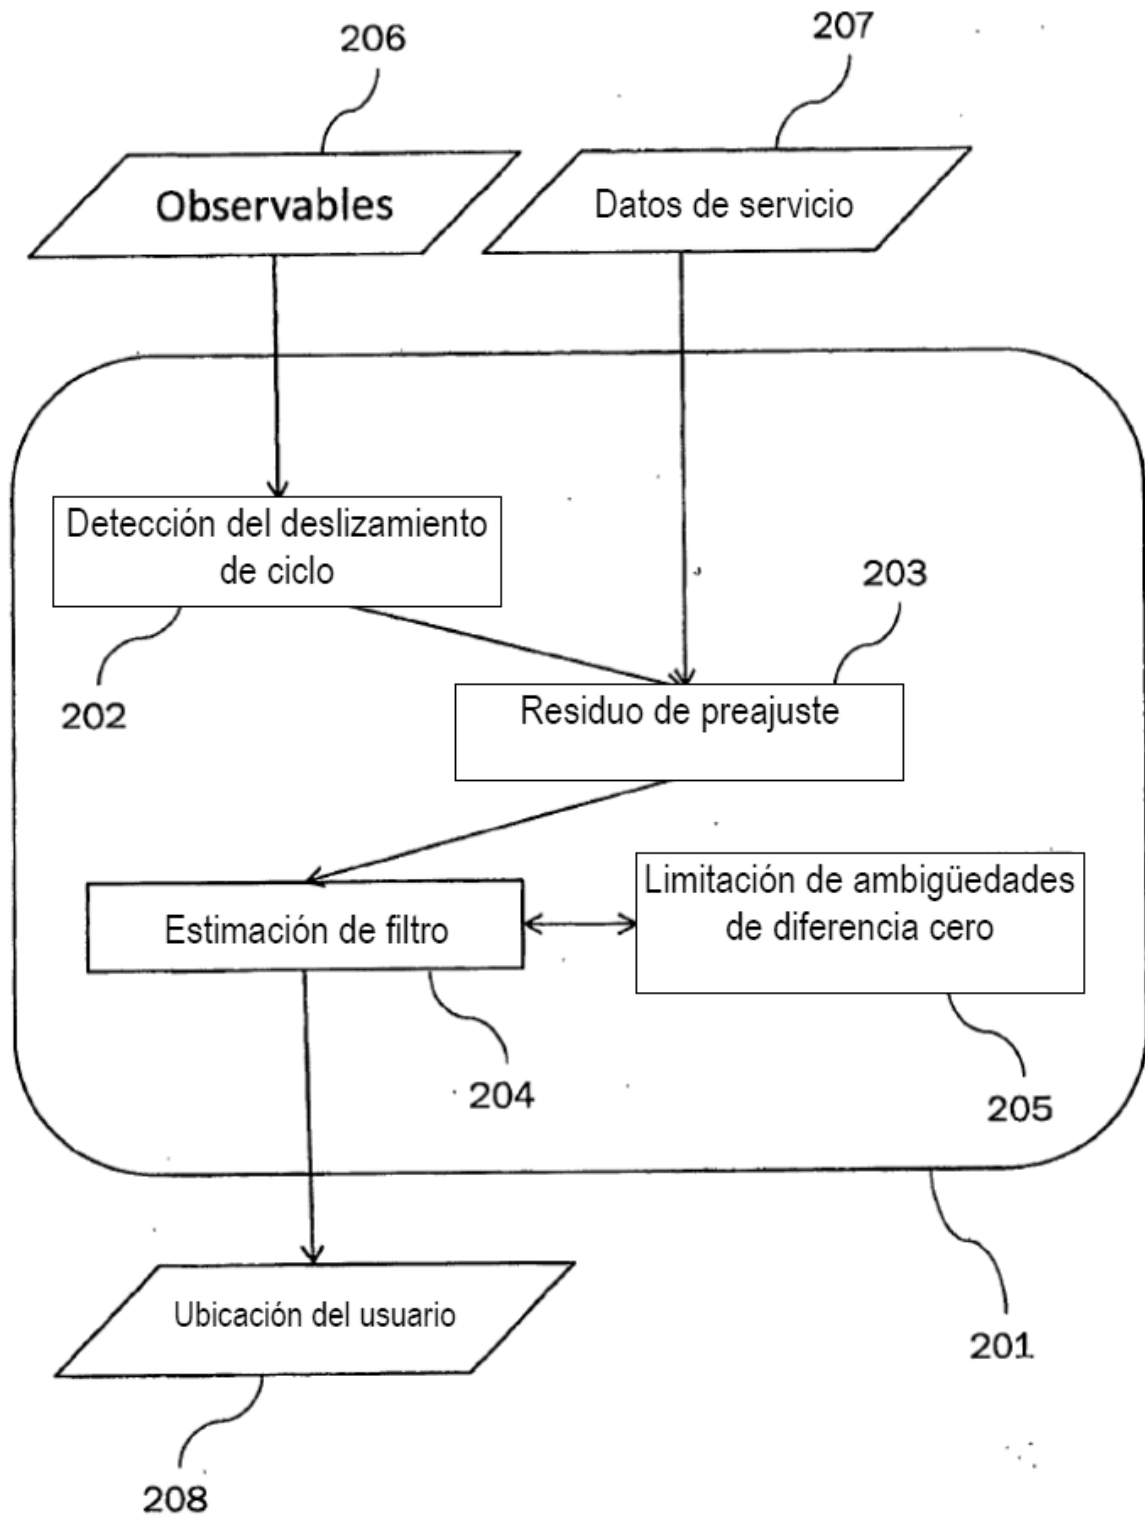 206
207
Observables
Datos de servicio
Detección del deslizamiento
de ciclo
203
202
Residuo de preajuste
Limitación de ambigüedades
de diferencia cero
Estimación de filtro
204
205
201
Ubicación del usuario
208